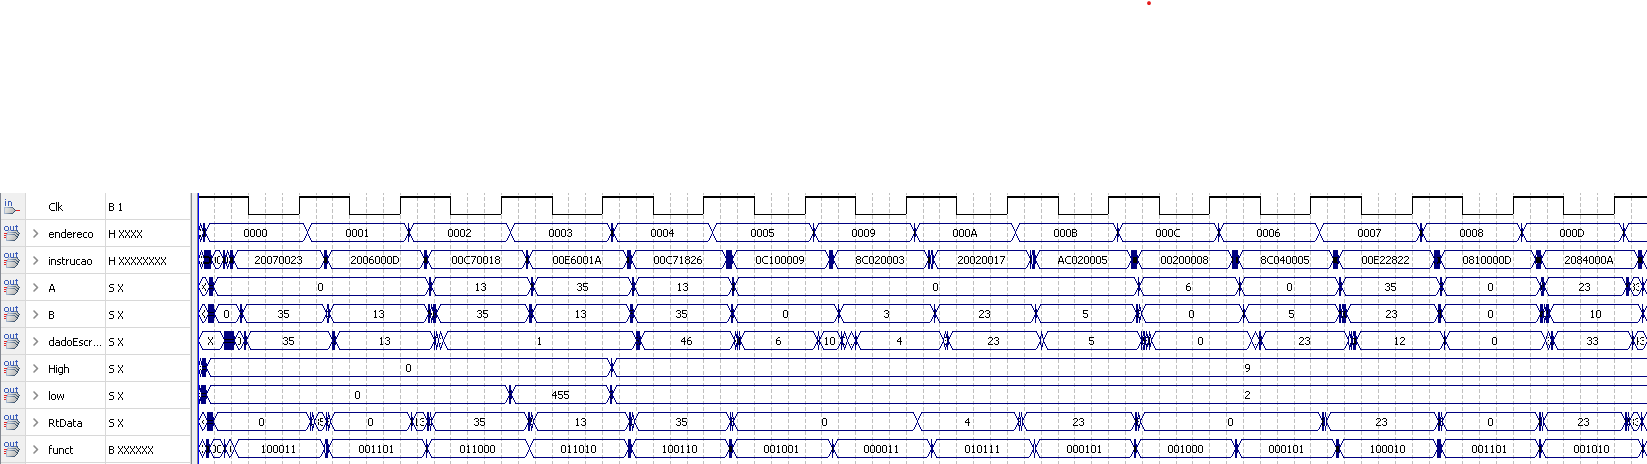 in Clk B 1
out endereco H XXXX 0000 0001 0002 0003 0004 0005 0009 000A 000B 000C 0006 0007 0008 000D
out instrucao H XXXXXXXX 20070023 2006000D 00C70018 00E6001A 00C71826 0C100009 8C020003 20020017 AC020005 00200008 8C040005 00E22822 0810000D 2084000A
out A S X 0 13 35 13 0 6 0 35 0 23
out B S X 0 35 13 35 13 35 0 3 23 5 0 5 23 0 10
out dadoEscr... S X X 35 13 1 46 6 10 4 23 5 0 23 12 0 33
out High S X 0 9
out low S X 0 455 2
out RtData S X 0 0 35 13 35 0 4 23 0 23 0 23
out funct B XXXXXX 100011 001101 011000 011010 100110 001001 000011 010111 000101 001000 000101 100010 001101 001010